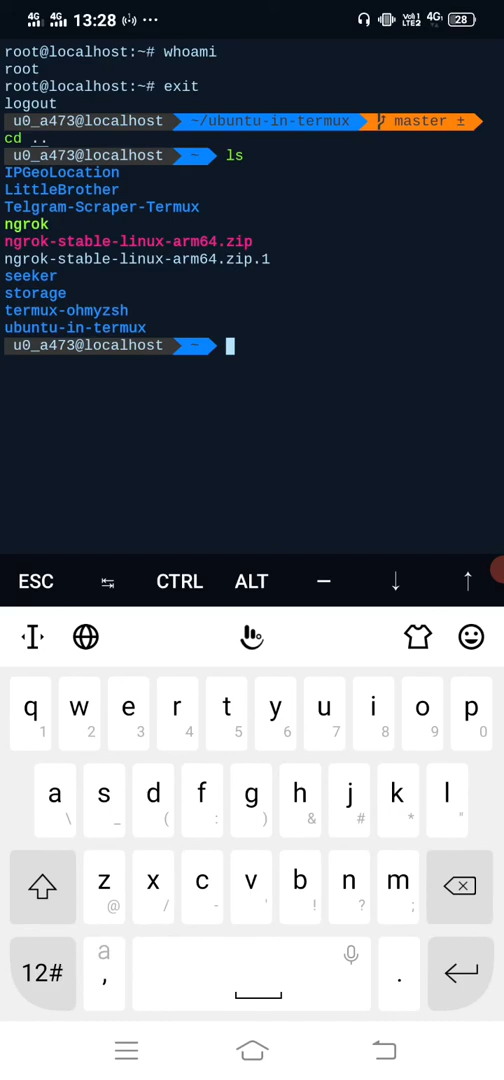 13:28 ... 4G 28
root@localhost:~# whoami
root
root@localhost:~# exit
logout
u0_a473@localhost ~/ubuntu-in-termux master ±
cd ..
u0_a473@localhost ~ ls
IPGeoLocation
LittleBrother
Telgram-Scraper-Termux
ngrok
ngrok-stable-linux-arm64.zip
ngrok-stable-linux-arm64.zip.1
seeker
storage
termux-ohmyzsh
ubuntu-in-termux
u0_a473@localhost ~
ESC CTRL ALT – ↓ ↑
q w e r t y u i o p
1 2 3 4 5 6 7 8 9 0
a s d f g h j k l
\ _ ( : ) & # * "
z x c v b n m
@ / - ' ! ? ;
12# a , .